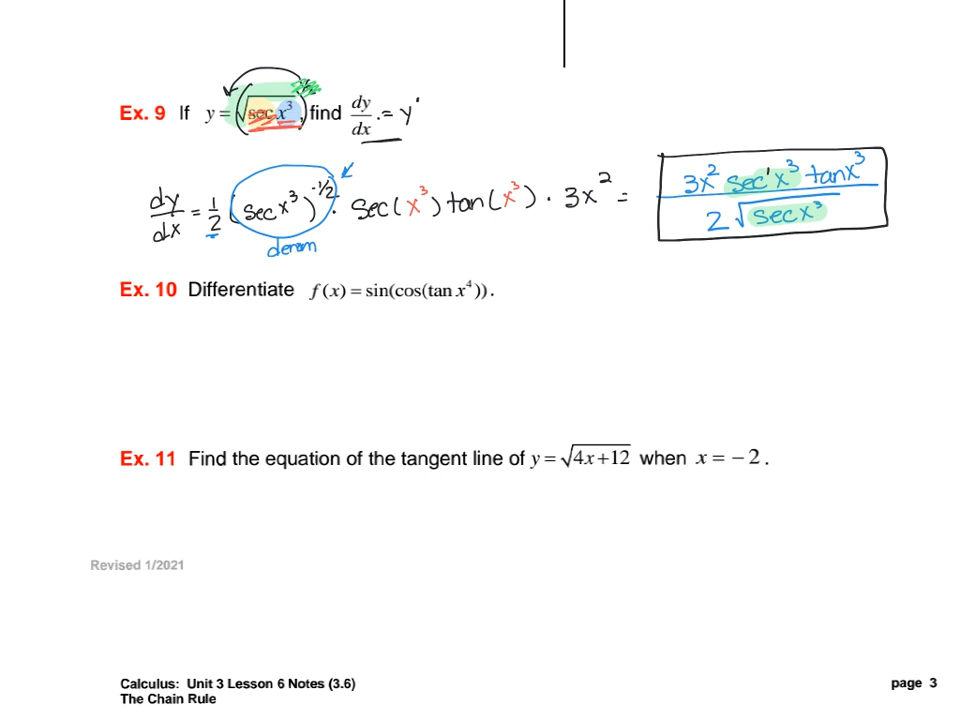 Ex. 9 If y = (√sec x³)^1/2, find dy/dx. = y'
dy/dx = 1/2 (sec x³)^-1/2 · sec(x³) tan(x³) · 3x² = 3x² sec' x³ tan x³ / 2√sec x³
denom
Ex. 10 Differentiate f(x) = sin(cos(tan x⁴)).
Ex. 11 Find the equation of the tangent line of y = √4x+12 when x = −2.
Revised 1/2021
Calculus: Unit 3 Lesson 6 Notes (3.6)
The Chain Rule
page 3